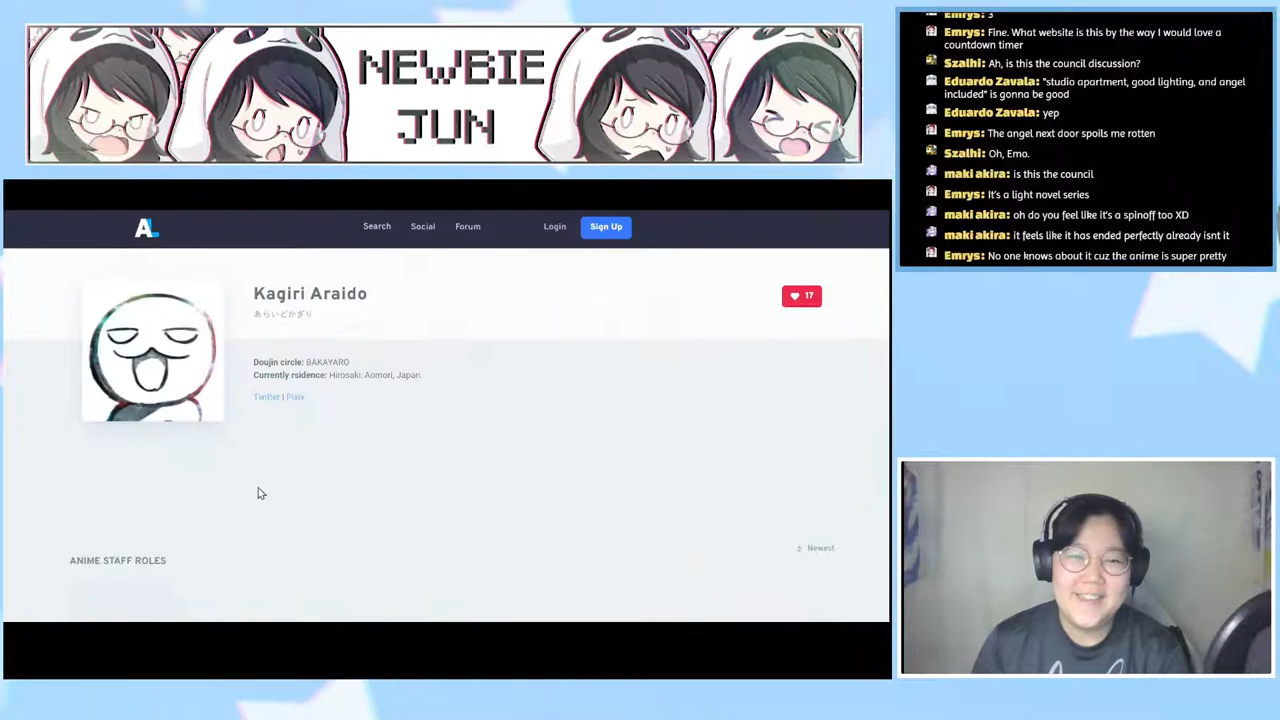 NEWBIE
JUN
Emrys: 3
Emrys: Fine. What website is this by the way I would love a
countdown timer
Szalhi: Ah, is this the council discussion?
Eduardo Zavala: "studio apartment, good lighting, and angel
included" is gonna be good
Eduardo Zavala: yep
Emrys: The angel next door spoils me rotten
Szalhi: Oh, Emo.
maki akira: is this the council
Emrys: It's a light novel series
maki akira: oh do you feel like it's a spinoff too XD
maki akira: it feels like it has ended perfectly already isnt it
Emrys: No one knows about it cuz the anime is super pretty
AL
Search Social Forum Login Sign Up
Kagiri Araido
あらいどかぎり
17
Doujin circle: BAKAYARO
Currently rsidence: Hirosaki. Aomori, Japan.
Twitter | Pixiv
ANIME STAFF ROLES
Newest